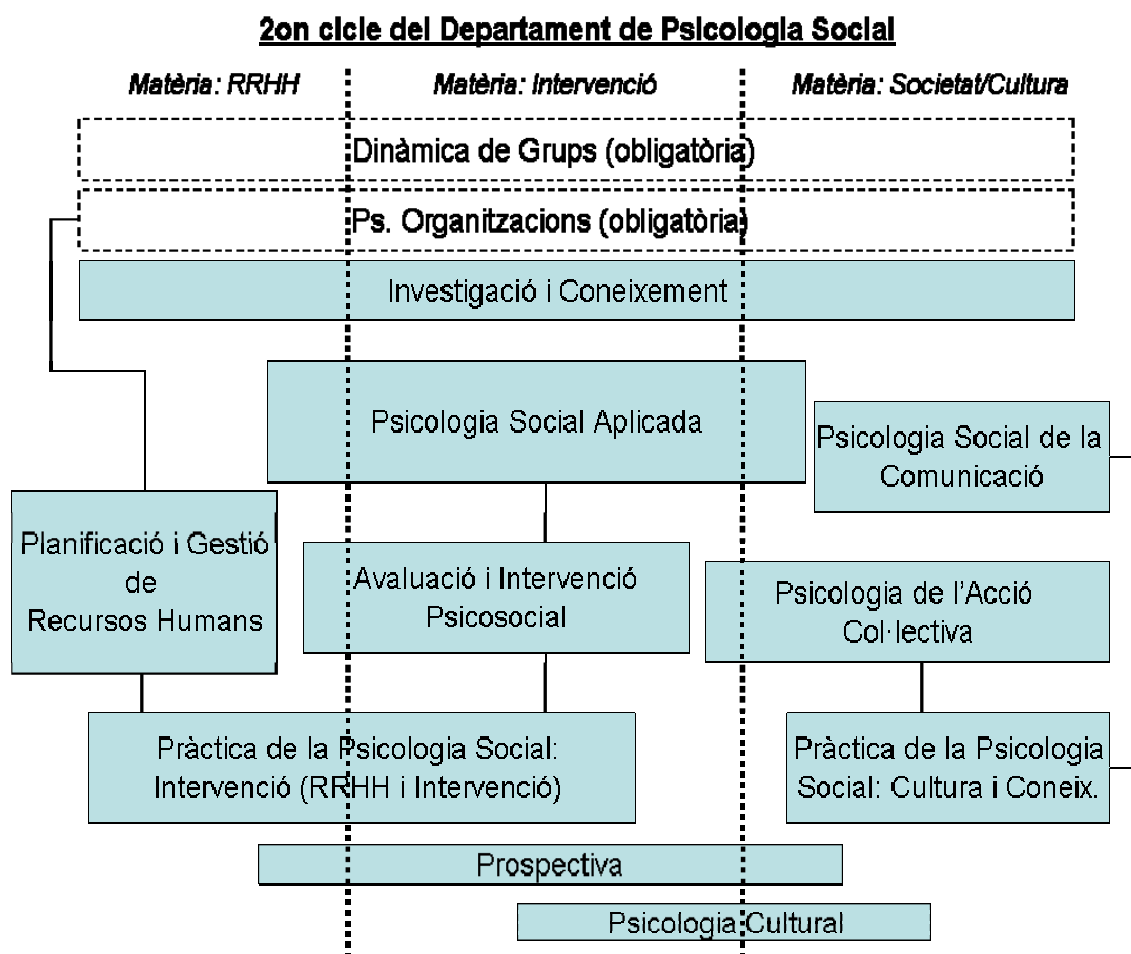 2on cicle del Departament de Psicologia Social
Matèria: RRHH
Matèria: Intervenció
Matèria: Societat/Cultura
Dinàmica de Grups (obligatòria)
Ps. Organitzacions (obligatòria)
Investigació i Coneixement
Psicologia Social Aplicada
Psicologia Social de la
Comunicació
Planificació i Gestió
de
Recursos Humans
Avaluació i Intervenció
Psicosocial
Psicologia de l'Acció
Col·lectiva
Pràctica de la Psicologia Social:
Intervenció (RRHH i Intervenció)
Pràctica de la Psicologia
Social: Cultura i Coneix.
Prospectiva
Psicologia Cultural